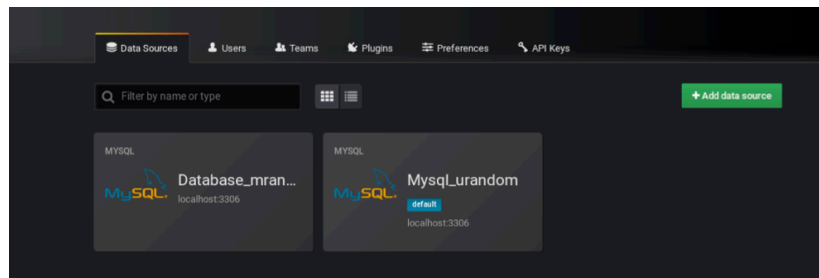 Data Sources Users Teams Plugins Preferences API Keys
Filter by name or type
+ Add data source
MYSQL
MySQL.
Database_mran...
localhost:3306
MYSQL
MySQL.
Mysql_urandom
default
localhost:3306